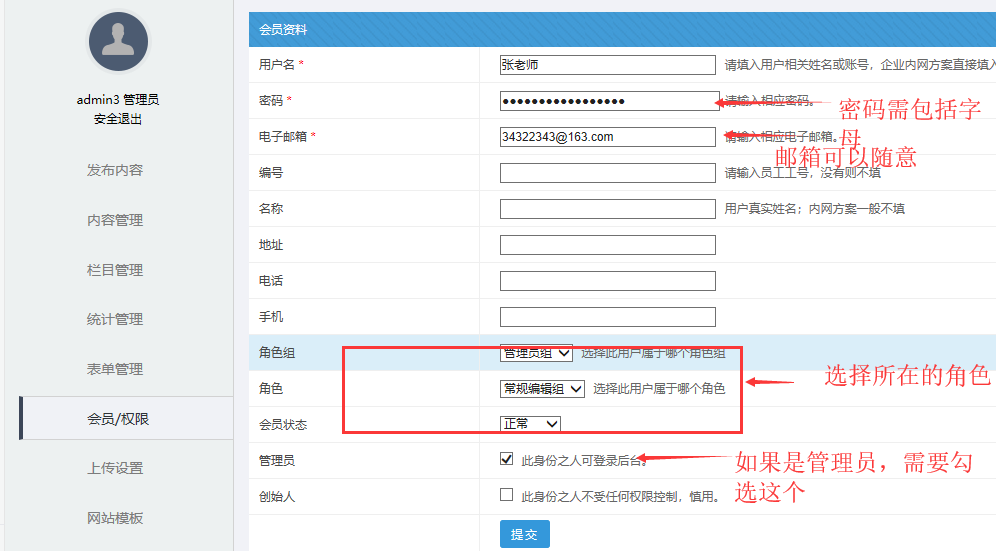 admin3 管理员
安全退出
发布内容
内容管理
栏目管理
统计管理
表单管理
会员/权限
上传设置
网站模板
会员资料
用户名 * 张老师 请填入用户相关姓名或账号，企业内网方案直接填入
密码 * ●●●●●●●●●●●●●●●●● 请输入相应密码。
密码需包括字
母
电子邮箱 * 34322343@163.com 请输入相应电子邮箱。
邮箱可以随意
编号 请输入员工工号，没有则不填
名称 用户真实姓名；内网方案一般不填
地址
电话
手机
角色组 管理员组 选择此用户属于哪个角色组
角色 常规编辑组 选择此用户属于哪个角色
选择所在的角色
会员状态 正常
管理员 此身份之人可登录后台。
如果是管理员，需要勾
选这个
创始人 此身份之人不受任何权限控制，慎用。
提交